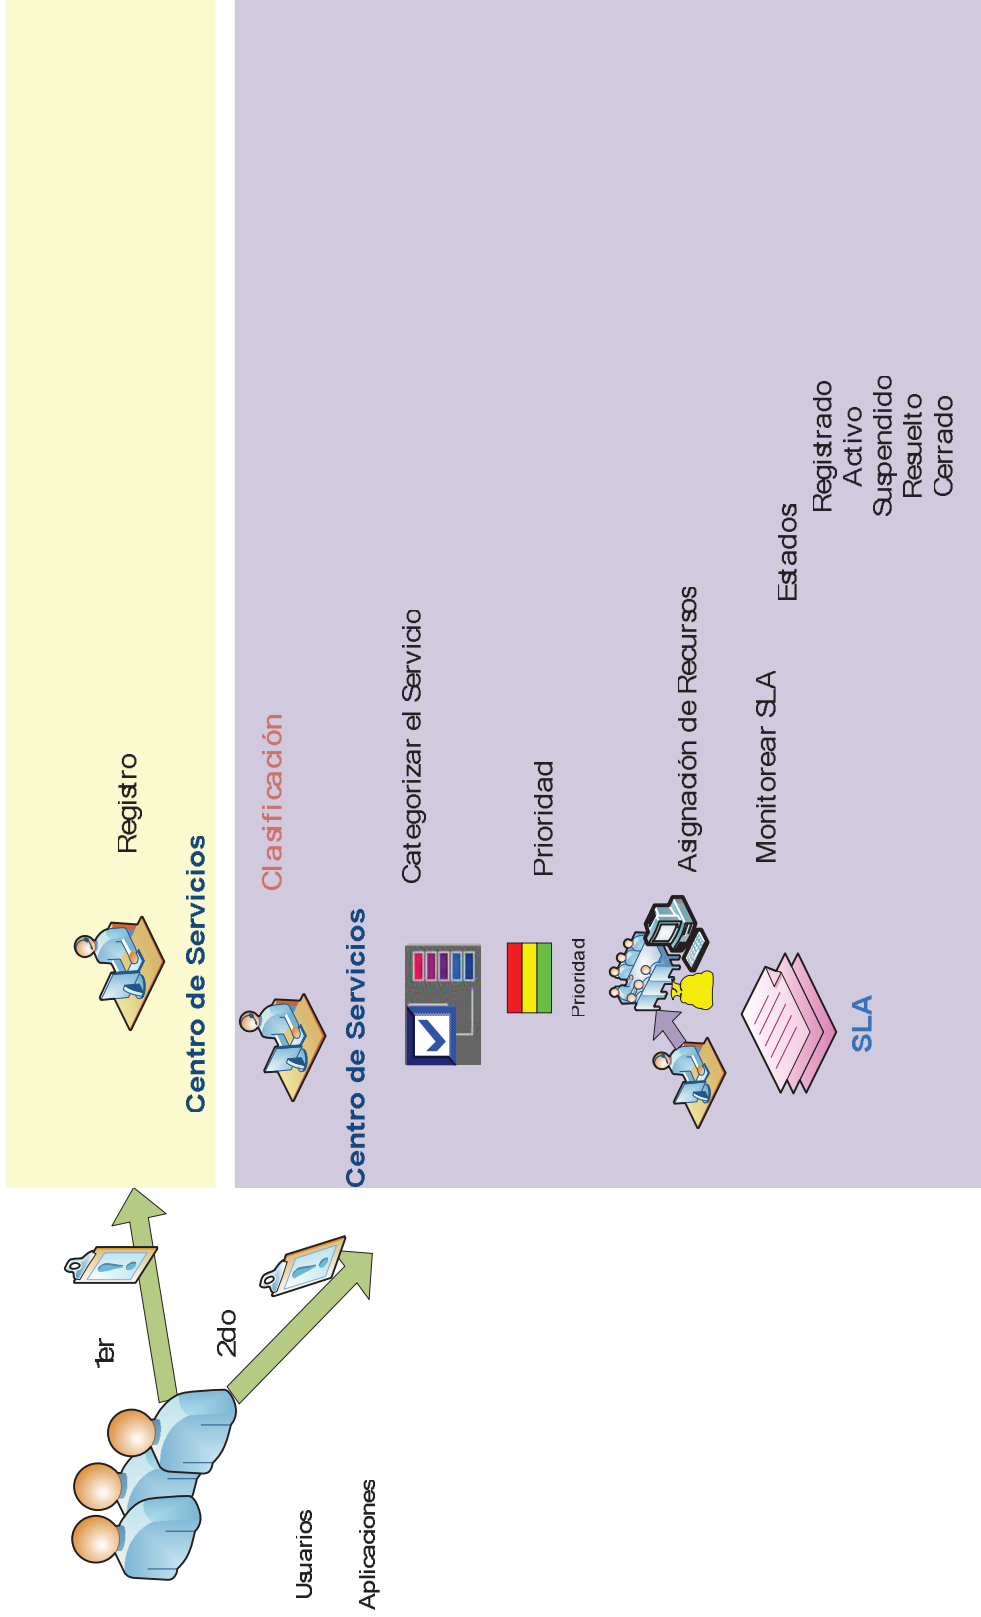 1er
Registro
Centro de Servicios
2do
Usuarios
Aplicaciones
Clasificación
Centro de Servicios
Categorizar el Servicio
Prioridad
Prioridad
Asignación de Recursos
Monitorear SLA
SLA
Estados
Registrado
Activo
Suspendido
Resuelto
Cerrado